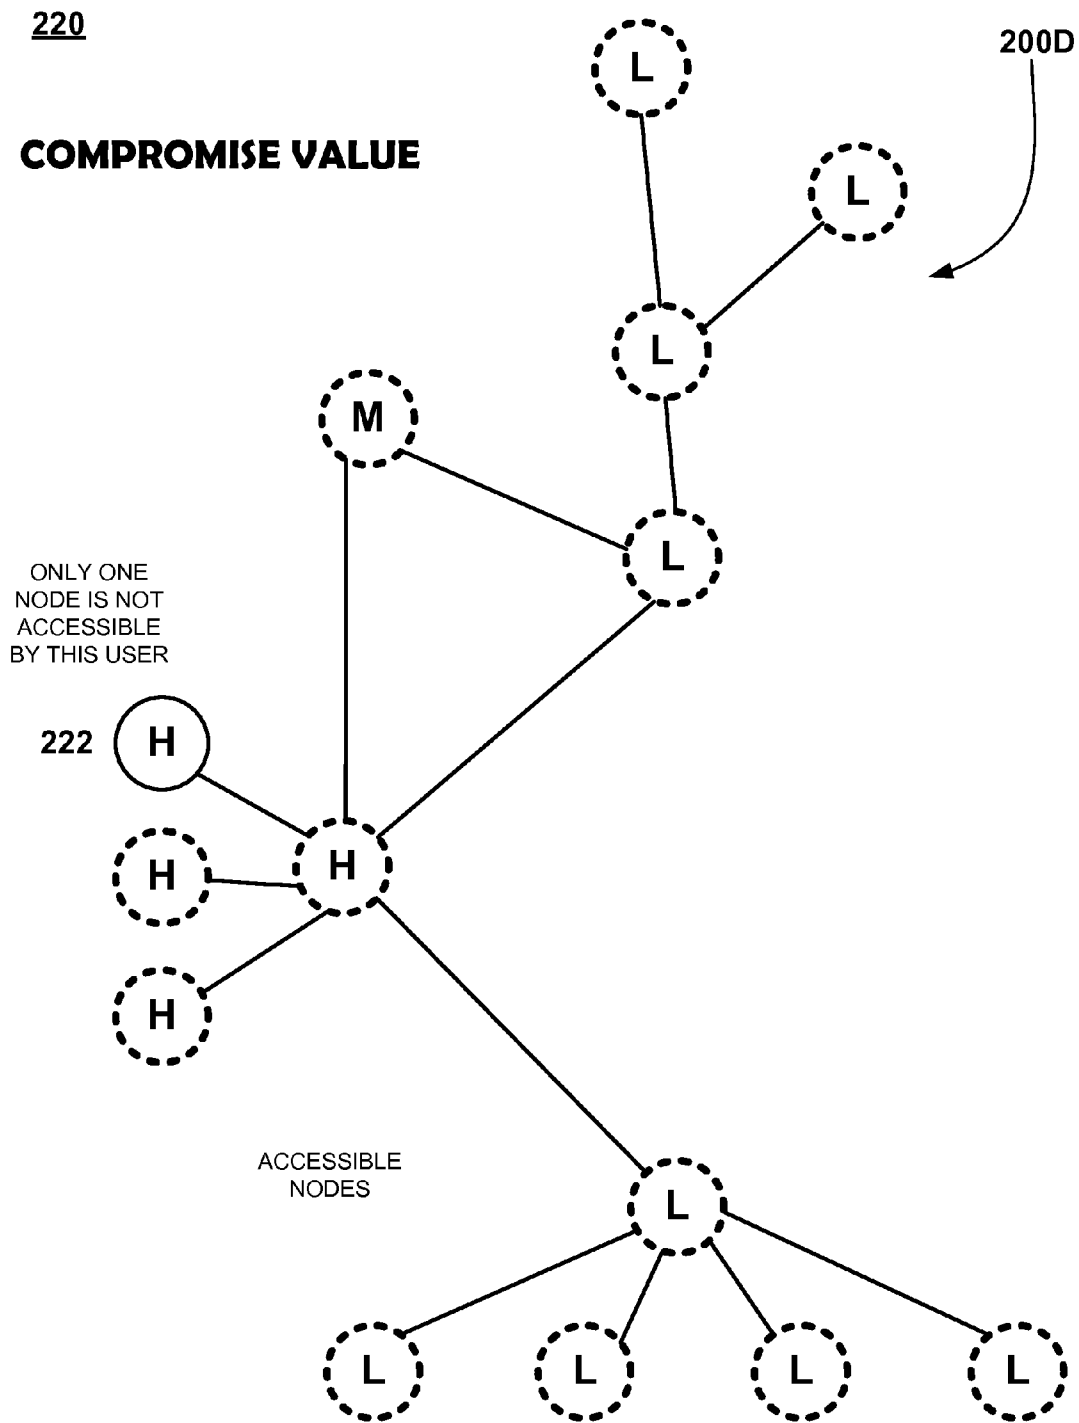 220
200D
L
COMPROMISE VALUE
L
L
M
L
ONLY ONE
NODE IS NOT
ACCESSIBLE
BY THIS USER
222
H
H
H
H
ACCESSIBLE
NODES
L
L
L
L
L